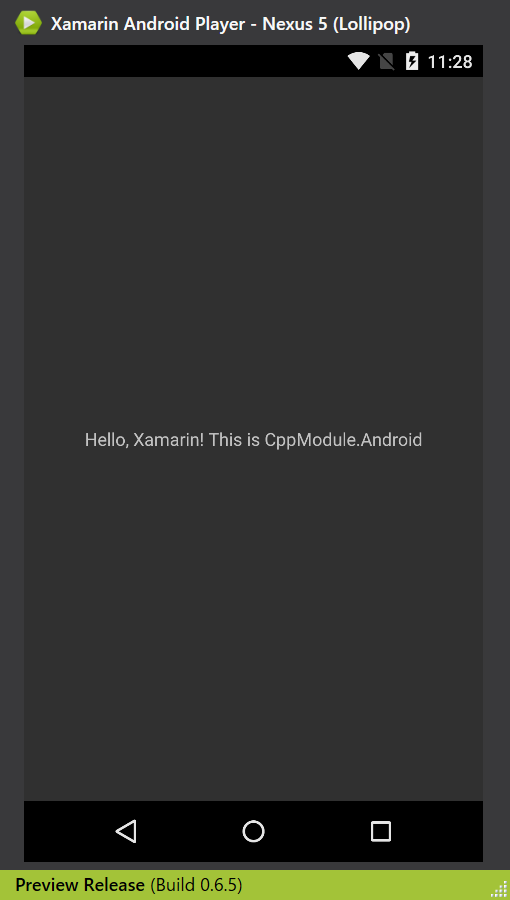 Xamarin Android Player - Nexus 5 (Lollipop)
11:28
Hello, Xamarin! This is CppModule.Android
Preview Release (Build 0.6.5)